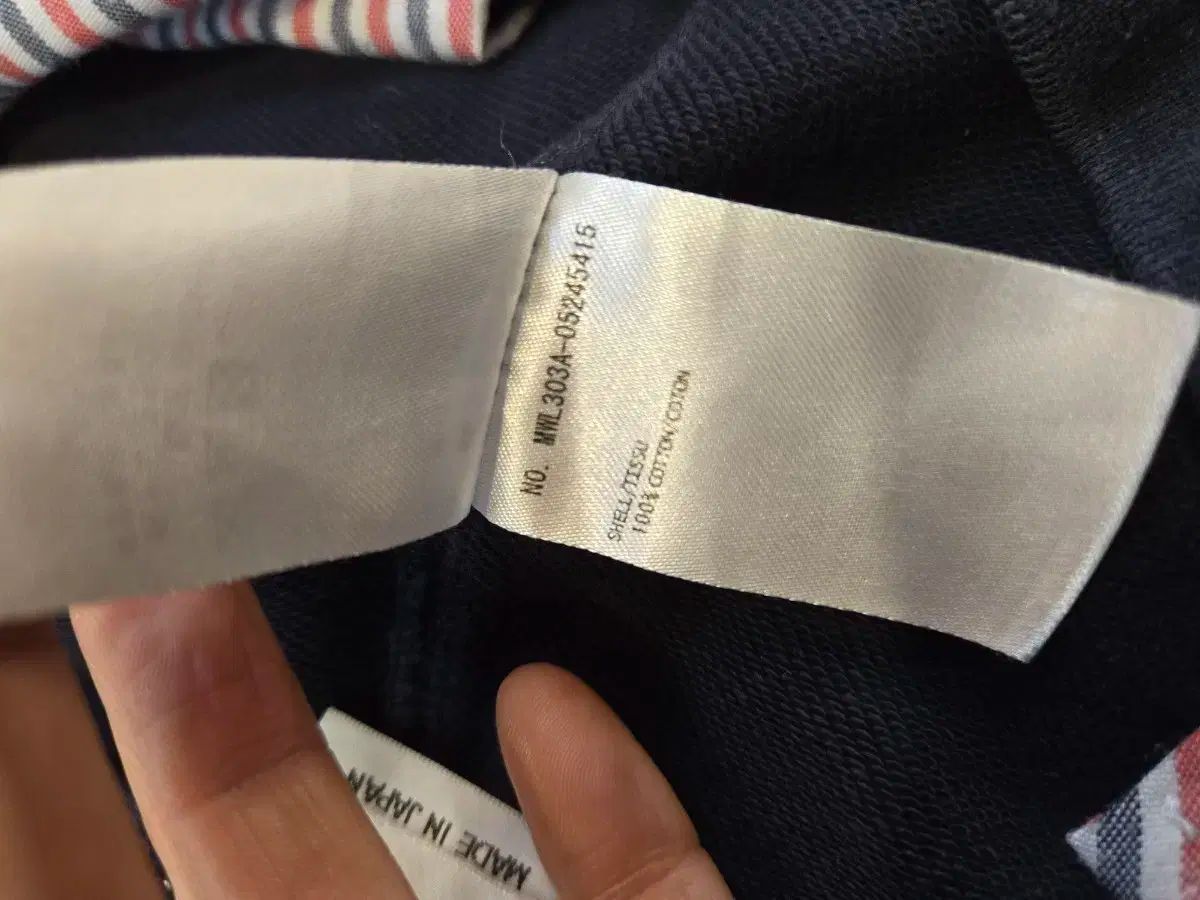 NO. MWL303A-05245415
SHELL/TISSU
100% COTTON/COTON
MADE IN JAPAN